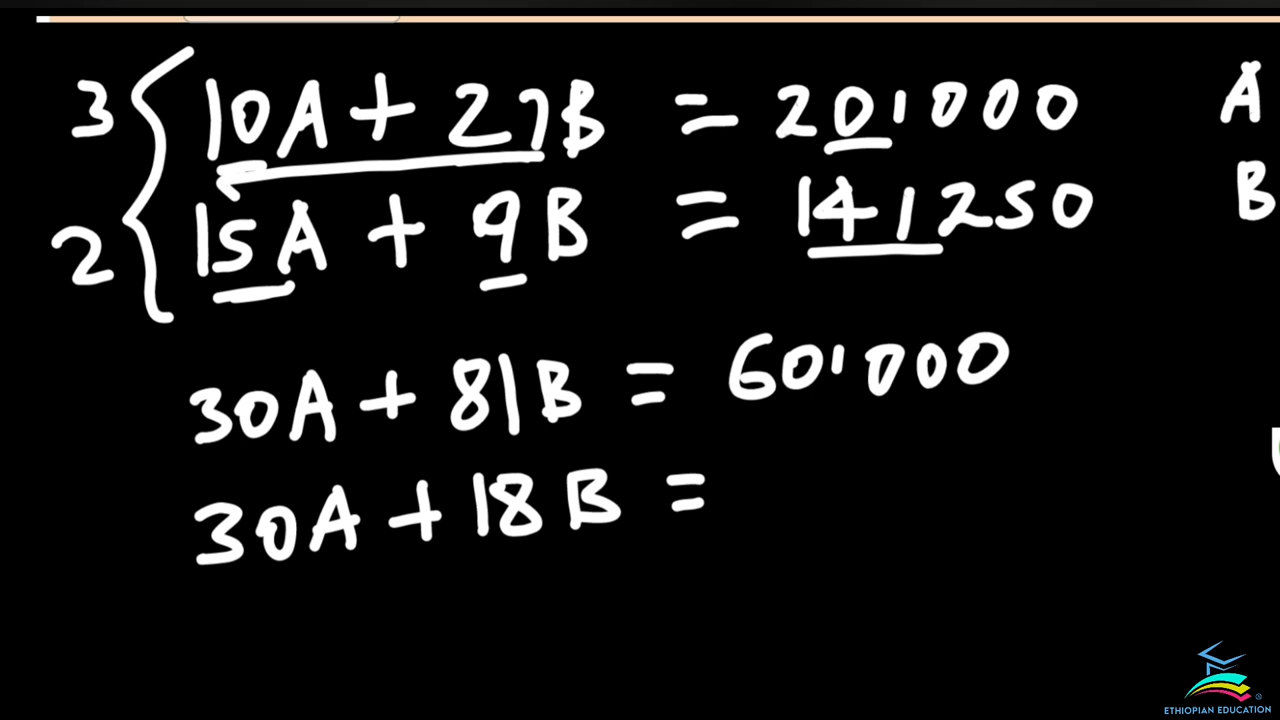 3 10A + 27B = 201000 A
2 15A + 9B = 141250 B
30A + 81B = 601000
30A + 18B =
ETHIOPIAN EDUCATION